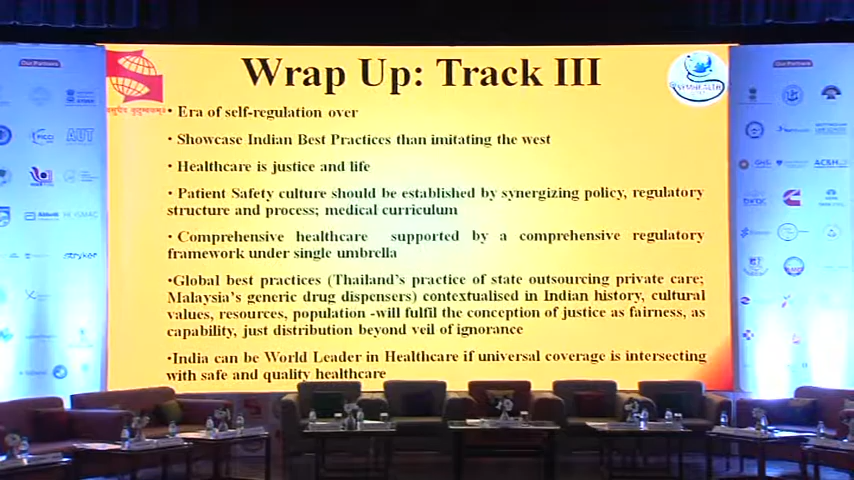 Wrap Up: Track III
• Era of self-regulation over
• Showcase Indian Best Practices than imitating the west
• Healthcare is justice and life
• Patient Safety culture should be established by synergizing policy, regulatory
structure and process; medical curriculum
• Comprehensive healthcare supported by a comprehensive regulatory
framework under single umbrella
•Global best practices (Thailand's practice of state outsourcing private care;
Malaysia's generic drug dispensers) contextualised in Indian history, cultural
values, resources, population -will fulfil the conception of justice as fairness, as
capability, just distribution beyond veil of ignorance
•India can be World Leader in Healthcare if universal coverage is intersecting
with safe and quality healthcare
SYMHEALTH
Our Partners
FICCI
AUT
Abbott
stryker
Our Partners